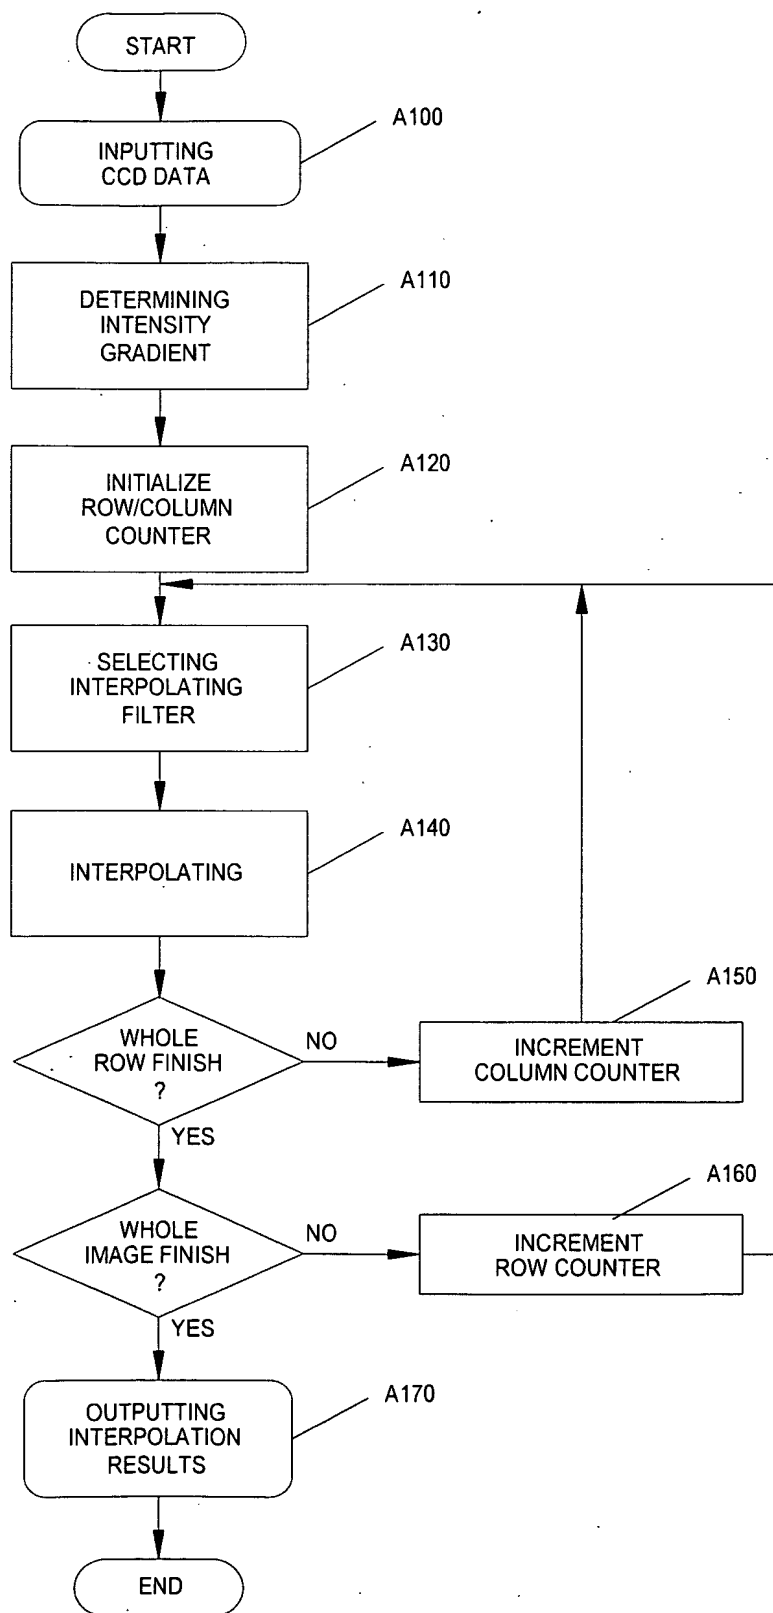 START
A100
INPUTTING
CCD DATA
A110
DETERMINING
INTENSITY
GRADIENT
A120
INITIALIZE
ROW/COLUMN
COUNTER
A130
SELECTING
INTERPOLATING
FILTER
A140
INTERPOLATING
A150
WHOLE
ROW FINISH
?
NO
INCREMENT
COLUMN COUNTER
YES
A160
WHOLE
IMAGE FINISH
?
NO
INCREMENT
ROW COUNTER
YES
A170
OUTPUTTING
INTERPOLATION
RESULTS
END